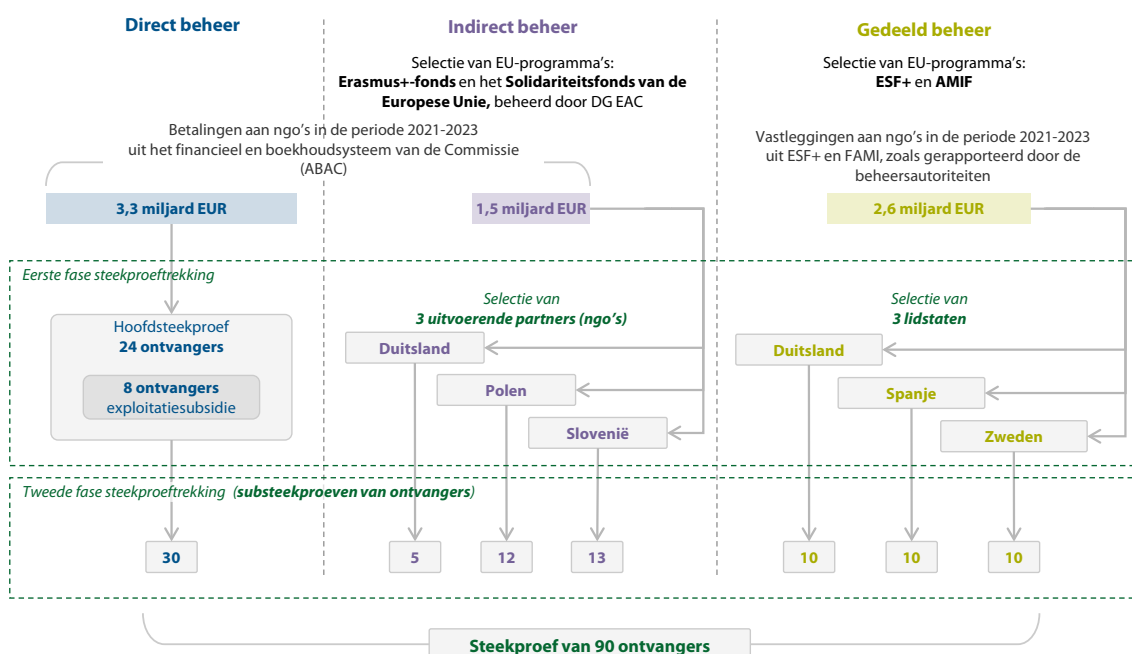 Direct beheer
Indirect beheer
Gedeeld beheer
Selectie van EU-programma's:
Erasmus+-fonds en het Solidariteitsfonds van de
Europese Unie, beheerd door DG EAC
Selectie van EU-programma's:
ESF+ en AMIF
Betalingen aan ngo's in de periode 2021-2023
uit het financieel en boekhoudsysteem van de Commissie
(ABAC)
Vastleggingen aan ngo's in de periode 2021-2023
uit ESF+ en FAMI, zoals gerapporteerd door de
beheersautoriteiten
3,3 miljard EUR
1,5 miljard EUR
2,6 miljard EUR
Eerste fase steekproeftrekking
Hoofdsteekproef
24 ontvangers
8 ontvangers
exploitatiesubsidie
Selectie van
3 uitvoerende partners (ngo's)
Duitsland
Polen
Slovenië
Selectie van
3 lidstaten
Duitsland
Spanje
Zweden
Tweede fase steekproeftrekking (substeekproeven van ontvangers)
30
5
12
13
10
10
10
Steekproef van 90 ontvangers